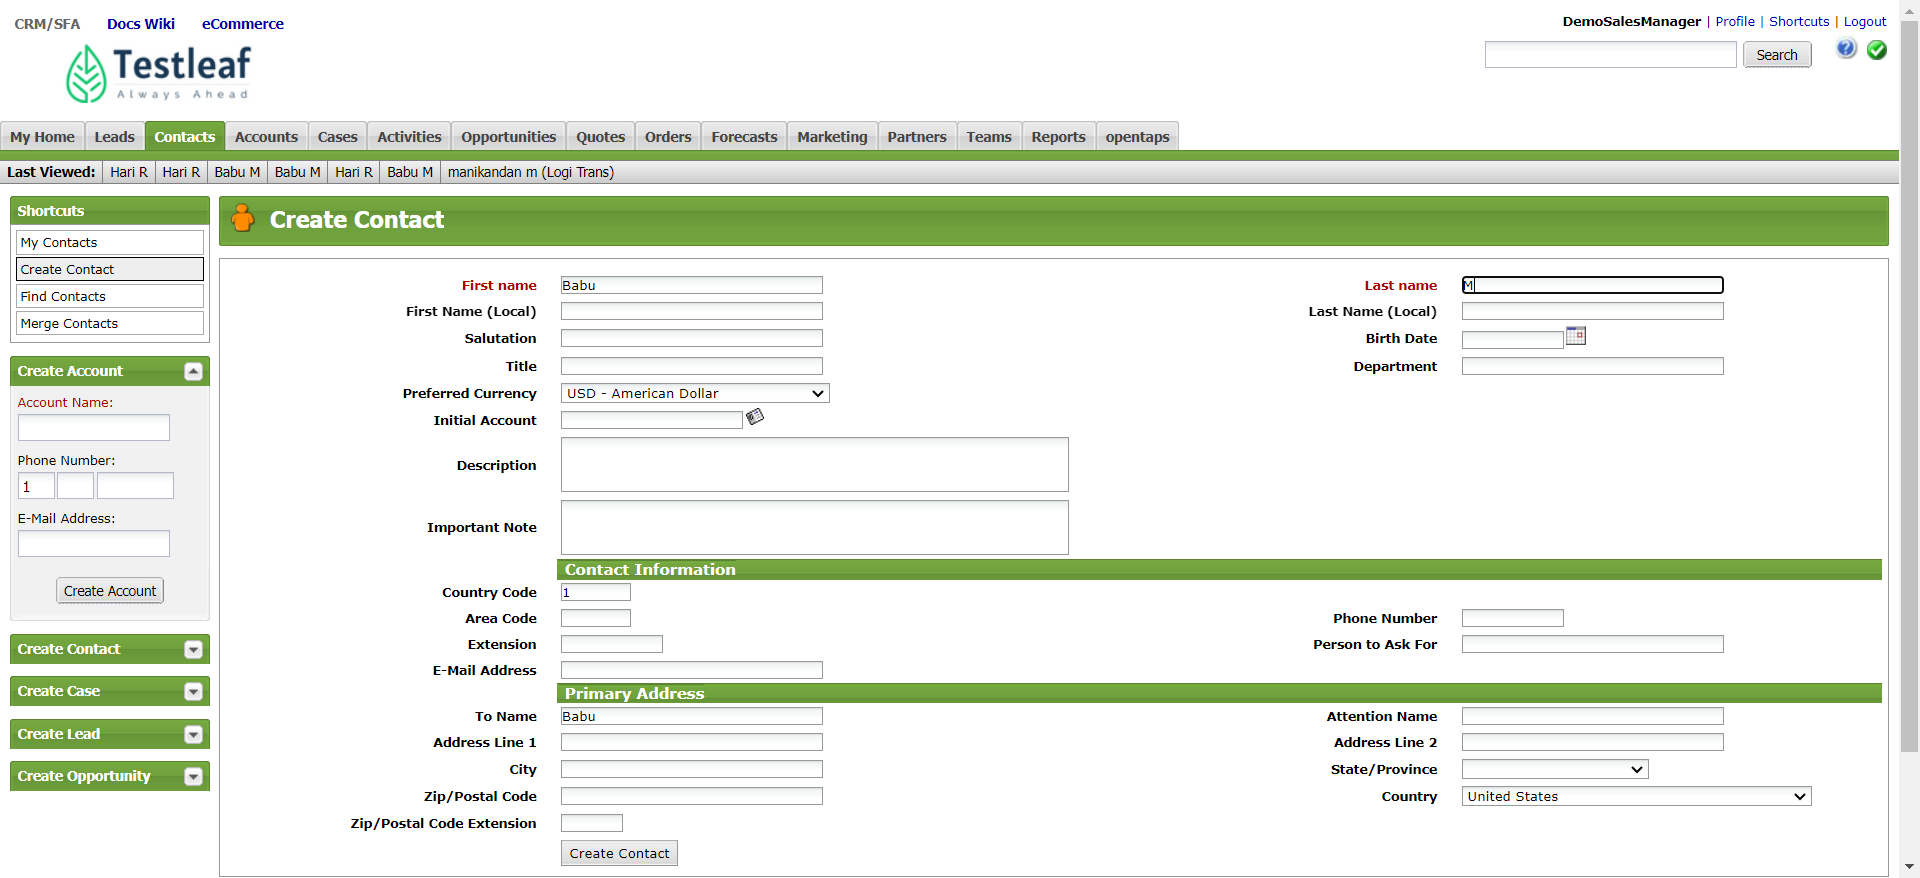 CRM/SFA Docs Wiki eCommerce
DemoSalesManager | Profile | Shortcuts | Logout
Testleaf
Always Ahead
Search
My Home Leads Contacts Accounts Cases Activities Opportunities Quotes Orders Forecasts Marketing Partners Teams Reports opentaps
Last Viewed: Hari R Hari R Babu M Babu M Hari R Babu M manikandan m (Logi Trans)
Shortcuts
My Contacts
Create Contact
Find Contacts
Merge Contacts
Create Account
Account Name:
Phone Number:
1
E-Mail Address:
Create Account
Create Contact
Create Case
Create Lead
Create Opportunity
Create Contact
First name Babu Last name M
First Name (Local) Last Name (Local)
Salutation Birth Date
Title Department
Preferred Currency USD - American Dollar
Initial Account
Description
Important Note
Contact Information
Country Code 1
Area Code Phone Number
Extension Person to Ask For
E-Mail Address
Primary Address
To Name Babu Attention Name
Address Line 1 Address Line 2
City State/Province
Zip/Postal Code Country United States
Zip/Postal Code Extension
Create Contact